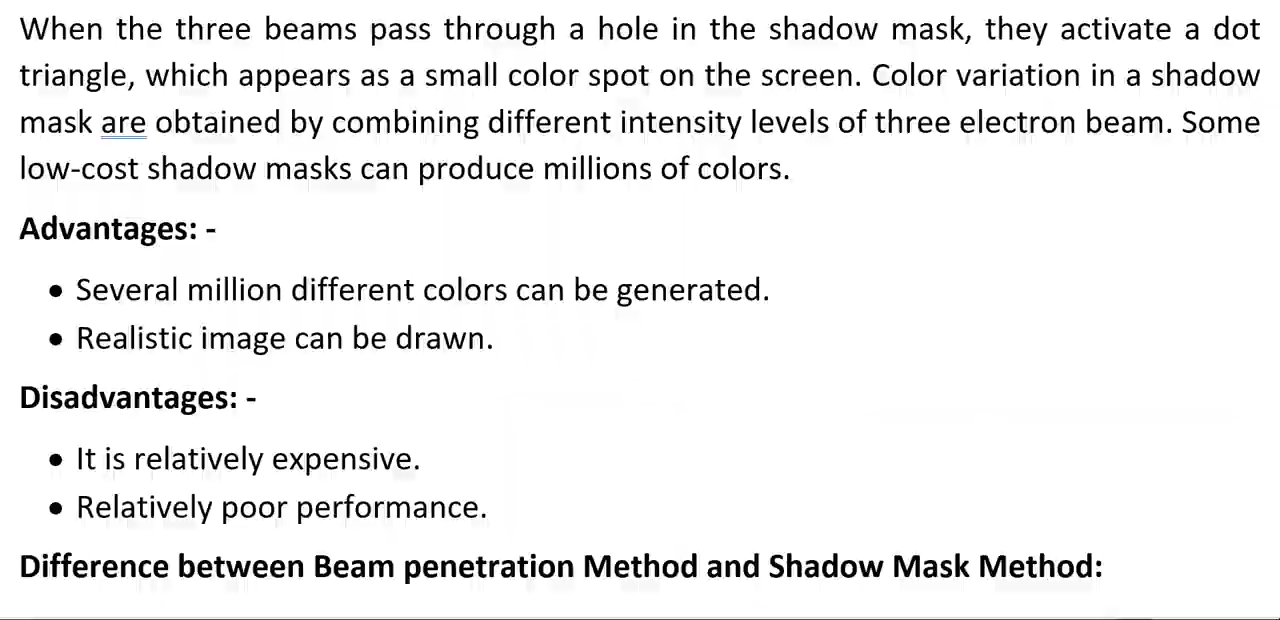 When the three beams pass through a hole in the shadow mask, they activate a dot
triangle, which appears as a small color spot on the screen. Color variation in a shadow
mask are obtained by combining different intensity levels of three electron beam. Some
low-cost shadow masks can produce millions of colors.
Advantages: -
• Several million different colors can be generated.
• Realistic image can be drawn.
Disadvantages: -
• It is relatively expensive.
• Relatively poor performance.
Difference between Beam penetration Method and Shadow Mask Method: